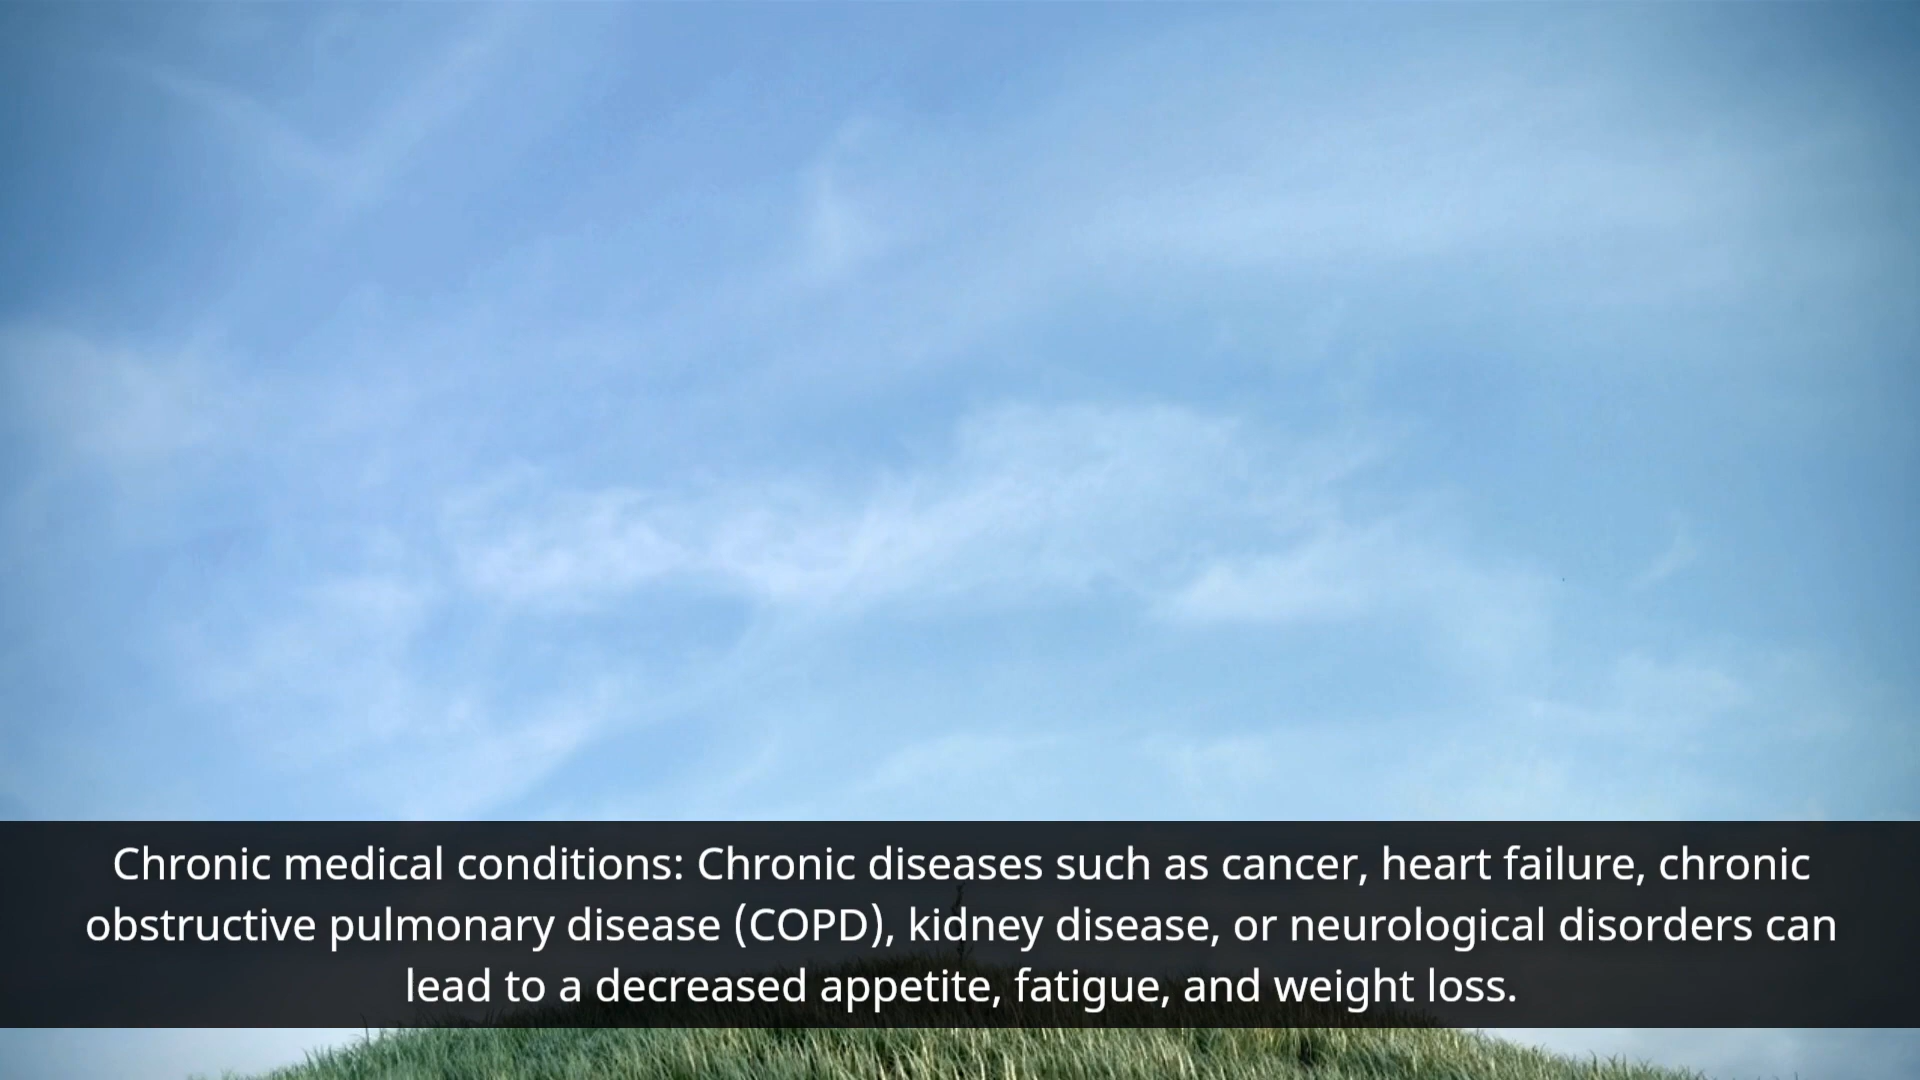 Chronic medical conditions: Chronic diseases such as cancer, heart failure, chronic
obstructive pulmonary disease (COPD), kidney disease, or neurological disorders can
lead to a decreased appetite, fatigue, and weight loss.